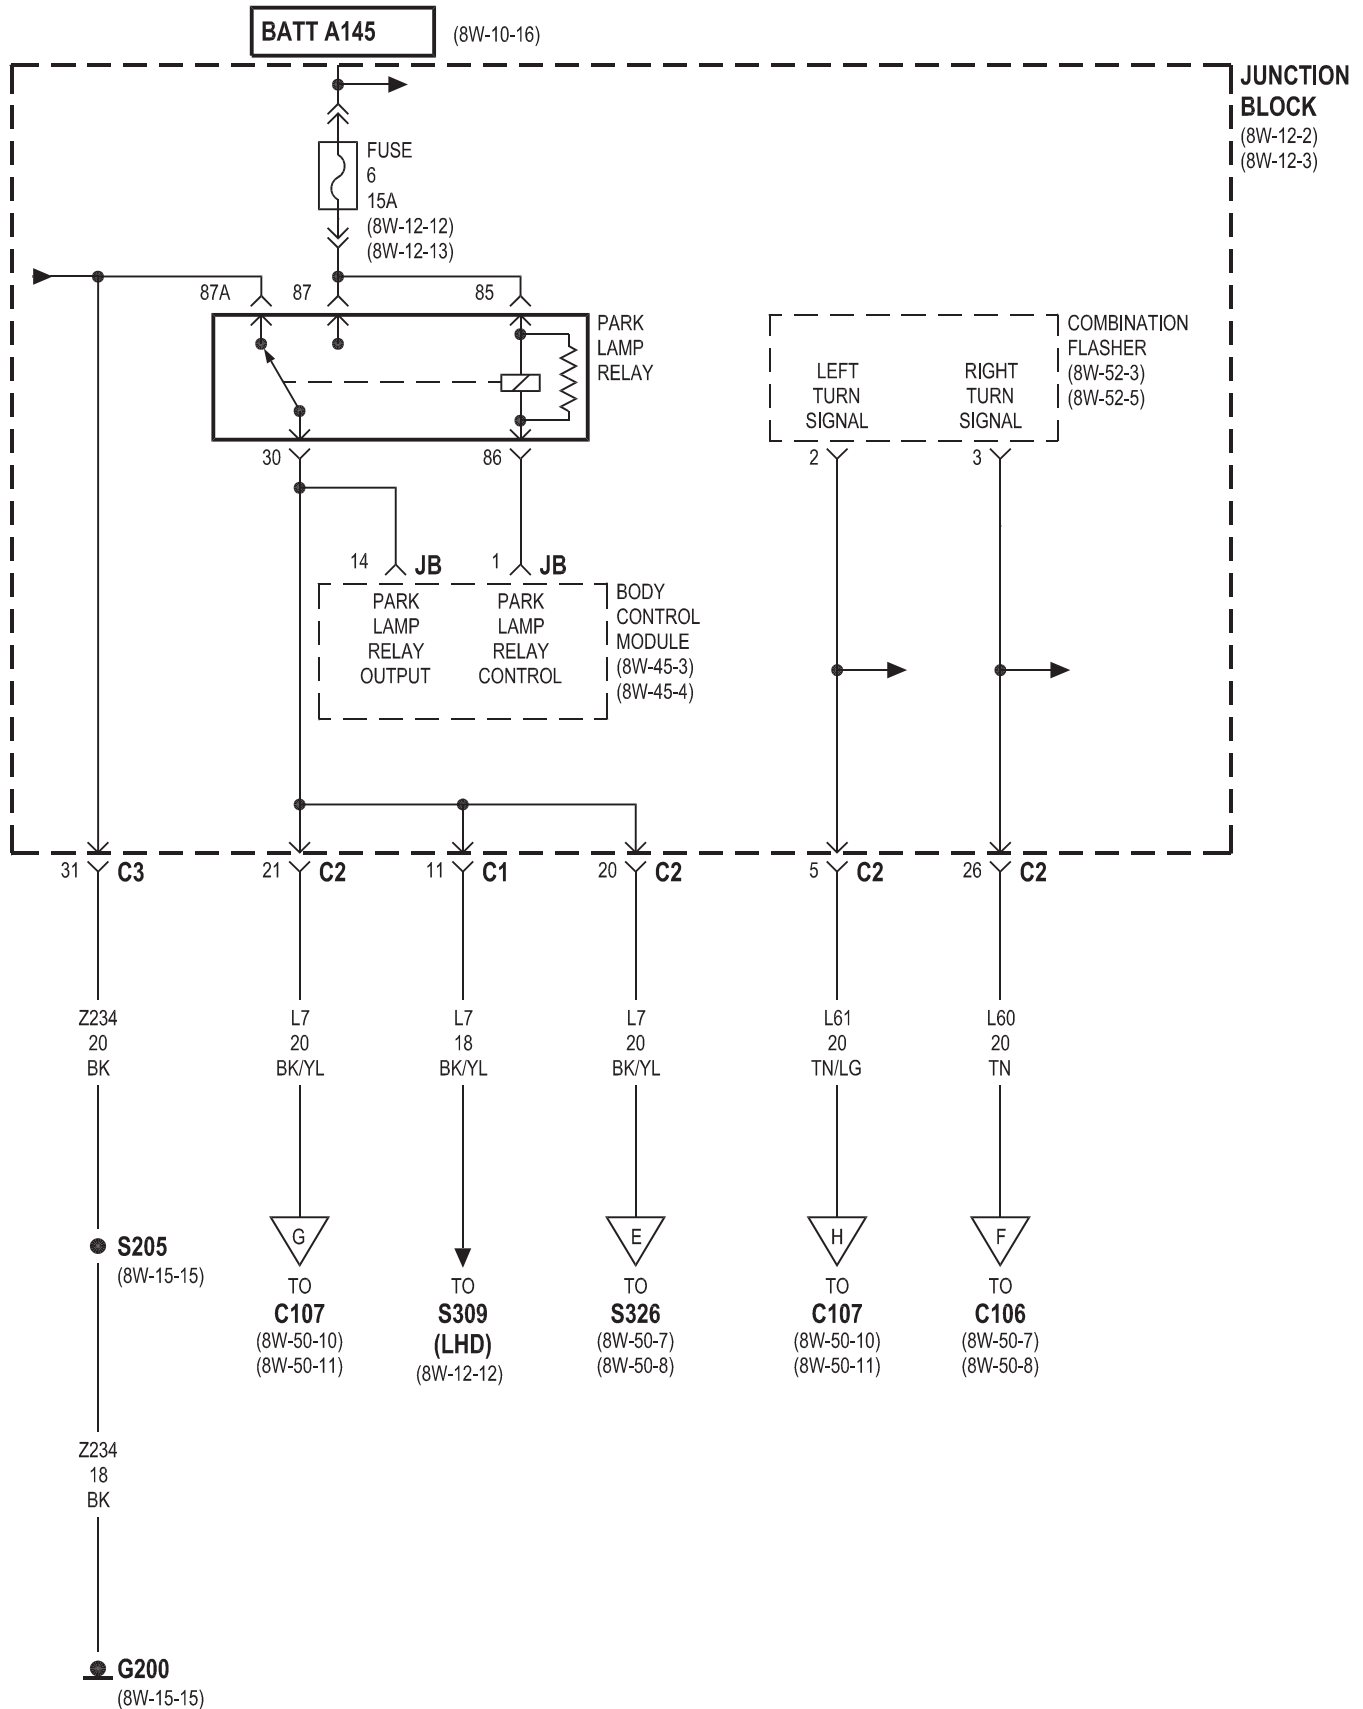 BATT A145
(8W-10-16)
JUNCTION
BLOCK
(8W-12-2)
(8W-12-3)
FUSE
6
15A
(8W-12-12)
(8W-12-13)
87A
87
85
PARK
LAMP
RELAY
COMBINATION
FLASHER
(8W-52-3)
(8W-52-5)
LEFT
TURN
SIGNAL
RIGHT
TURN
SIGNAL
30
86
2
3
14
JB
1
JB
PARK
LAMP
RELAY
OUTPUT
PARK
LAMP
RELAY
CONTROL
BODY
CONTROL
MODULE
(8W-45-3)
(8W-45-4)
31
C3
21
C2
11
C1
20
C2
5
C2
26
C2
Z234
20
BK
L7
20
BK/YL
L7
18
BK/YL
L7
20
BK/YL
L61
20
TN/LG
L60
20
TN
S205
(8W-15-15)
G
TO
C107
(8W-50-10)
(8W-50-11)
TO
S309
(LHD)
(8W-12-12)
E
TO
S326
(8W-50-7)
(8W-50-8)
H
TO
C107
(8W-50-10)
(8W-50-11)
F
TO
C106
(8W-50-7)
(8W-50-8)
Z234
18
BK
G200
(8W-15-15)